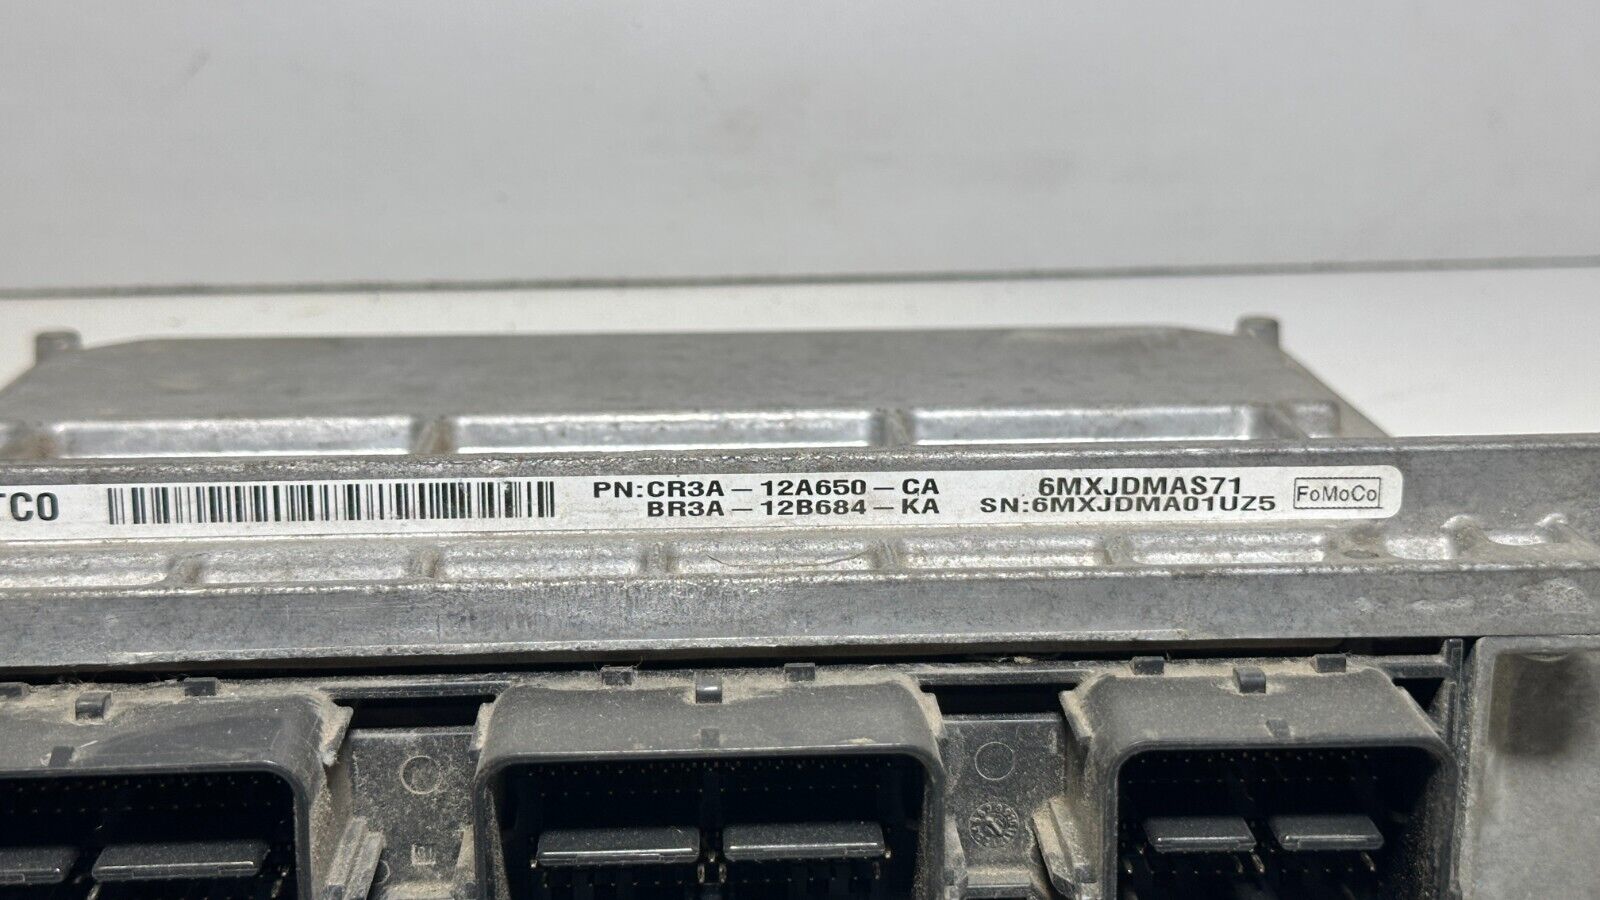 TCO
PN:CR3A-12A650-CA
BR3A-12B684-KA
6MXJDMAS71
SN:6MXJDMA01UZ5
FoMoCo
E